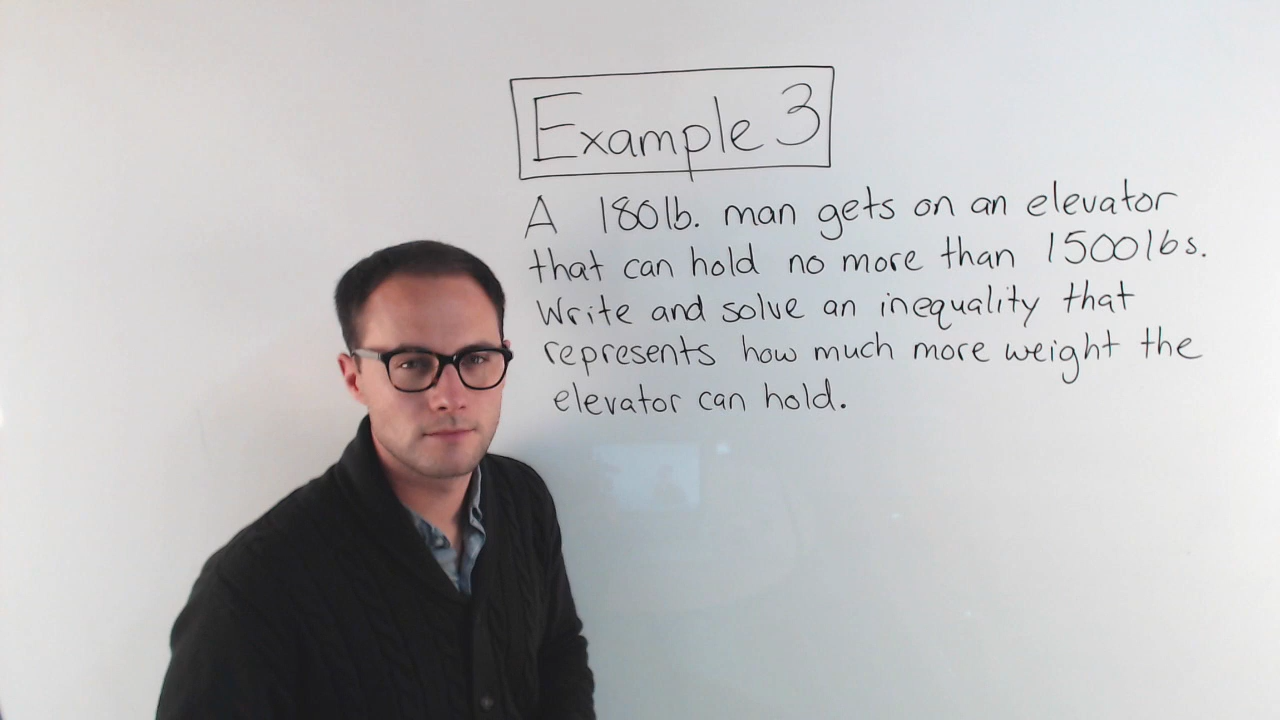 Example 3
A 180lb. man gets on an elevator
that can hold no more than 1500lbs.
Write and solve an inequality that
represents how much more weight the
elevator can hold.